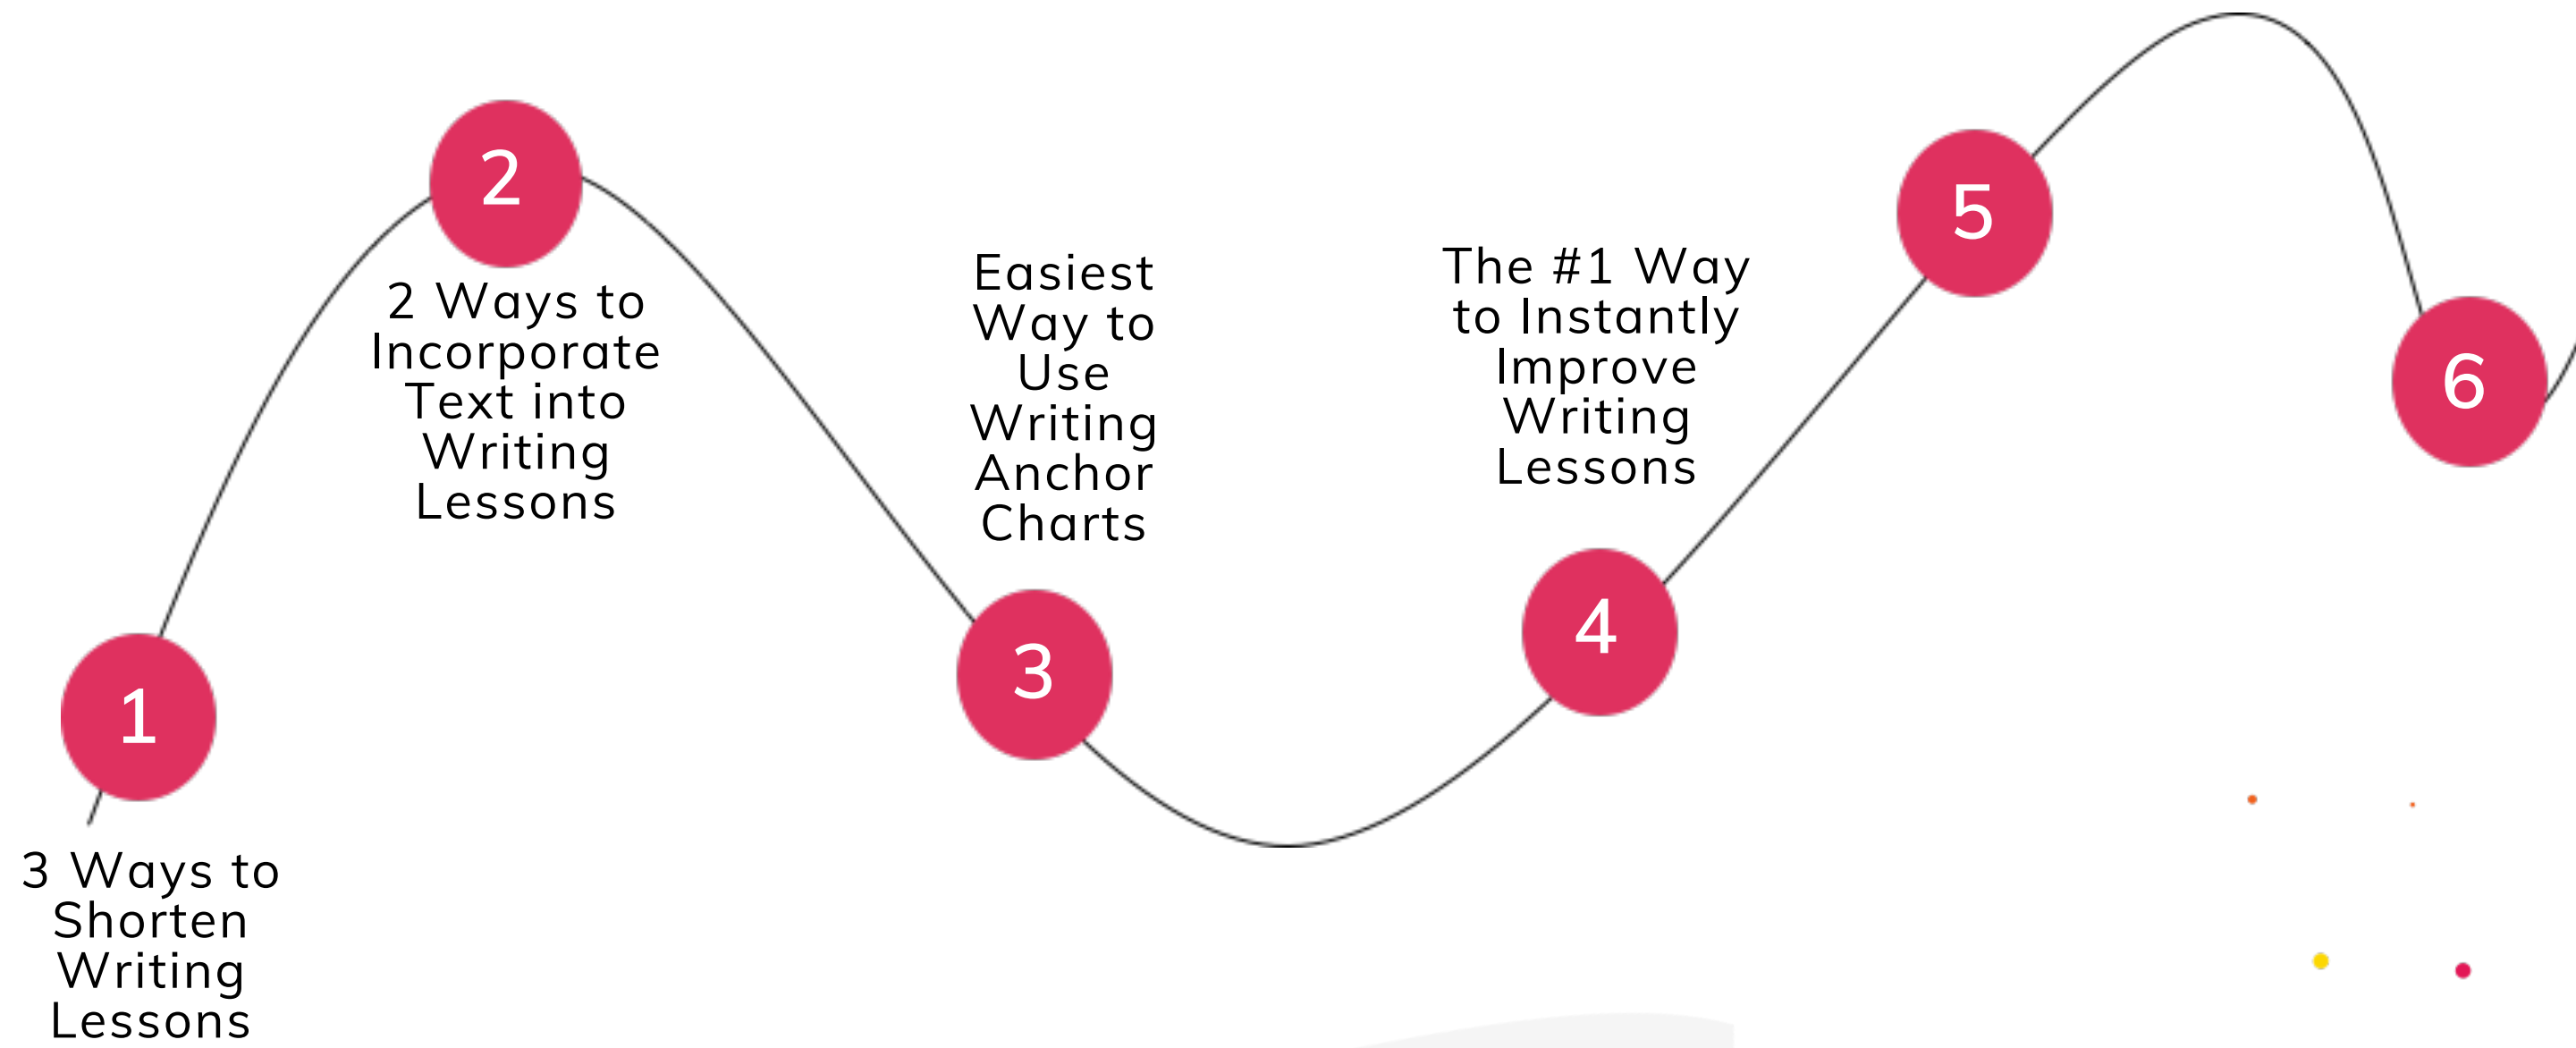 1
3 Ways to
Shorten
Writing
Lessons
2
2 Ways to
Incorporate
Text into
Writing
Lessons
Easiest
Way to
Use
Writing
Anchor
Charts
3
The #1 Way
to Instantly
Improve
Writing
Lessons
4
5
6